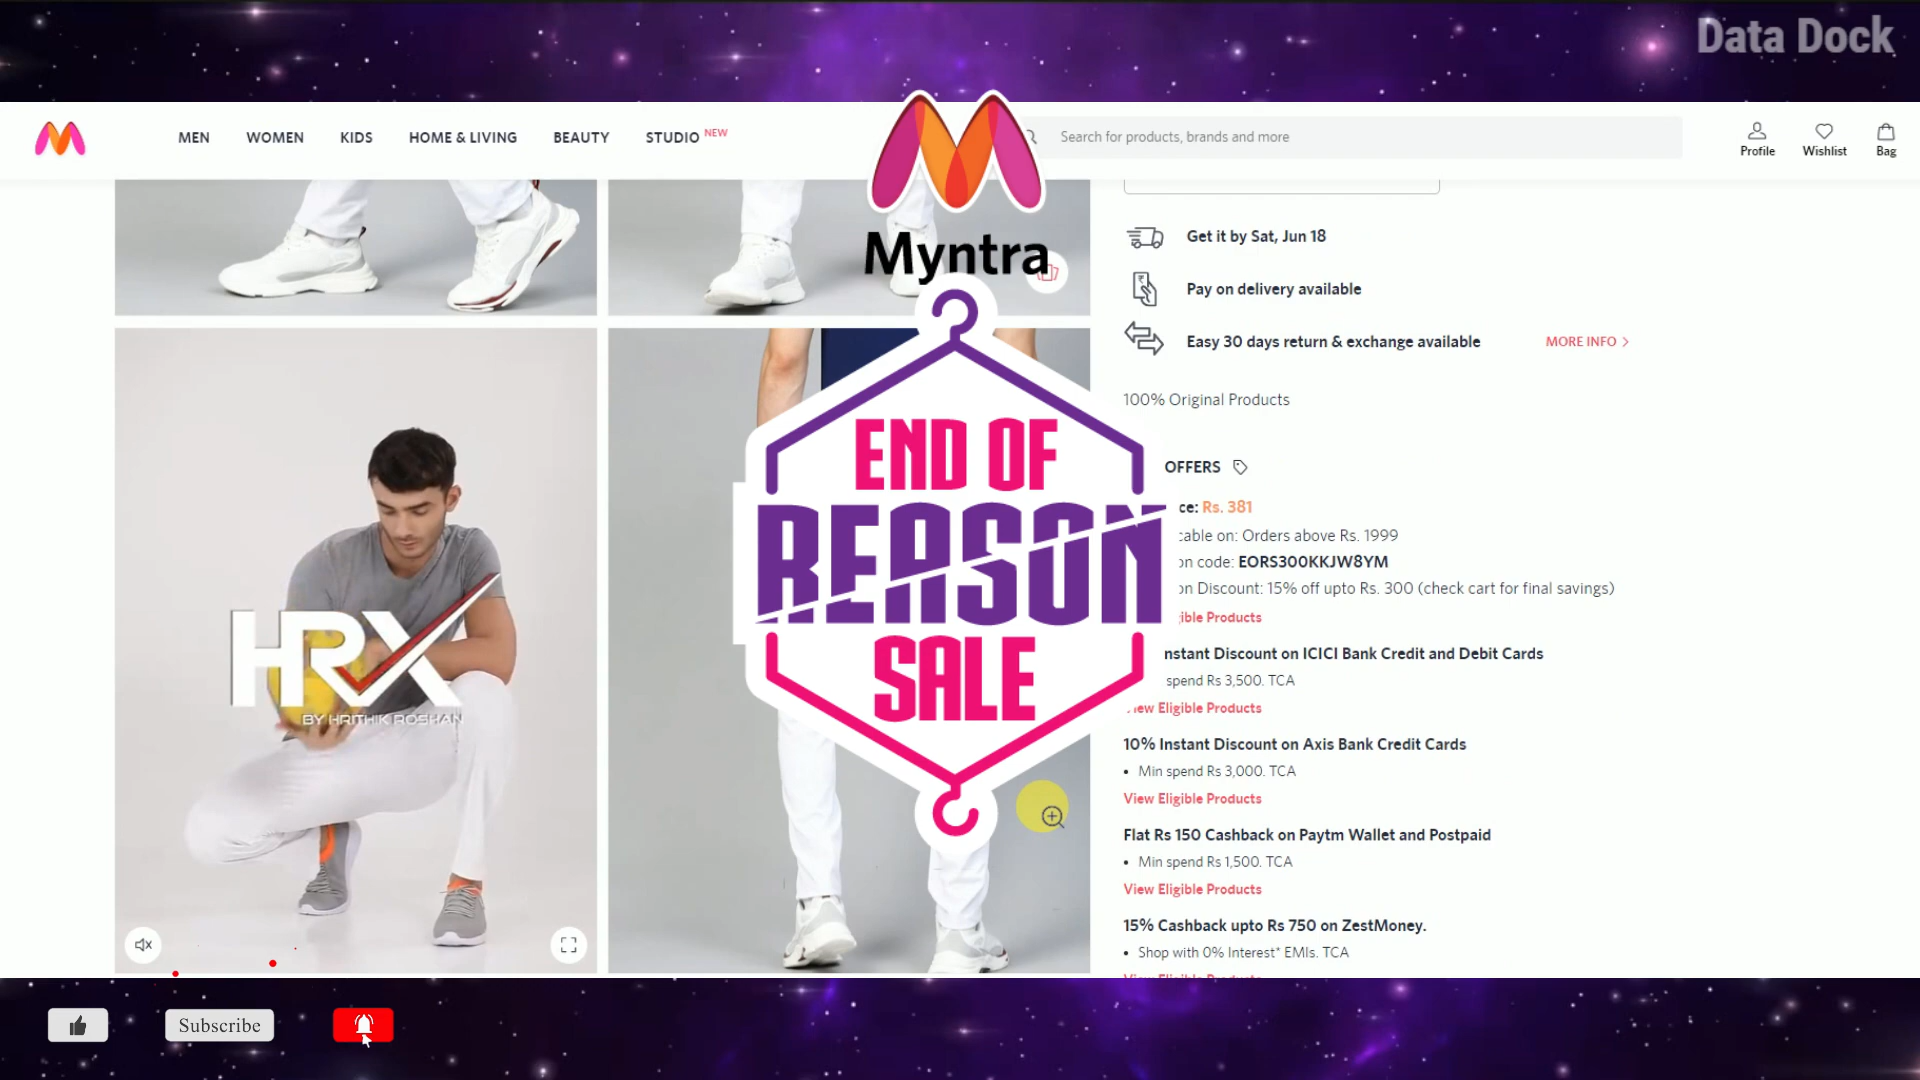 Data Dock
MEN WOMEN KIDS HOME & LIVING BEAUTY STUDIO NEW
Search for products, brands and more
Profile Wishlist Bag
Myntra
END OF
REASON
SALE
HRX
BY HRITHIK ROSHAN
Get it by Sat, Jun 18
Pay on delivery available
Easy 30 days return & exchange available MORE INFO >
100% Original Products
OFFERS
ce: Rs. 381
cable on: Orders above Rs. 1999
on code: EORS300KKJW8YM
on Discount: 15% off upto Rs. 300 (check cart for final savings)
ible Products
nstant Discount on ICICI Bank Credit and Debit Cards
spend Rs 3,500. TCA
iew Eligible Products
10% Instant Discount on Axis Bank Credit Cards
• Min spend Rs 3,000. TCA
View Eligible Products
Flat Rs 150 Cashback on Paytm Wallet and Postpaid
• Min spend Rs 1,500. TCA
View Eligible Products
15% Cashback upto Rs 750 on ZestMoney.
• Shop with 0% Interest* EMIs. TCA
Subscribe